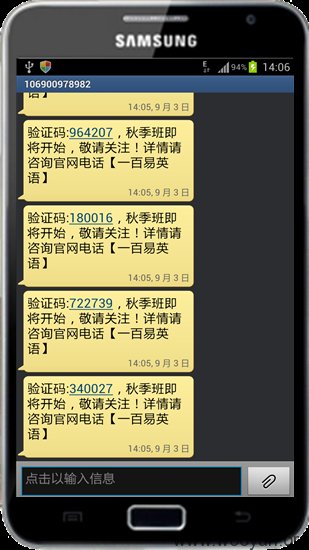 SAMSUNG
E
94%
14:06
106900978982
语】
14:05, 9月3日
验证码:964207，秋季班即
将开始，敬请关注！详情请
咨询官网电话【一百易英
语】
14:05, 9月3日
验证码:180016，秋季班即
将开始，敬请关注！详情请
咨询官网电话【一百易英
语】
14:05, 9月3日
验证码:722739，秋季班即
将开始，敬请关注！详情请
咨询官网电话【一百易英
语】
14:05, 9月3日
验证码:340027，秋季班即
将开始，敬请关注！详情请
咨询官网电话【一百易英
语】
14:05, 9月3日
点击以输入信息